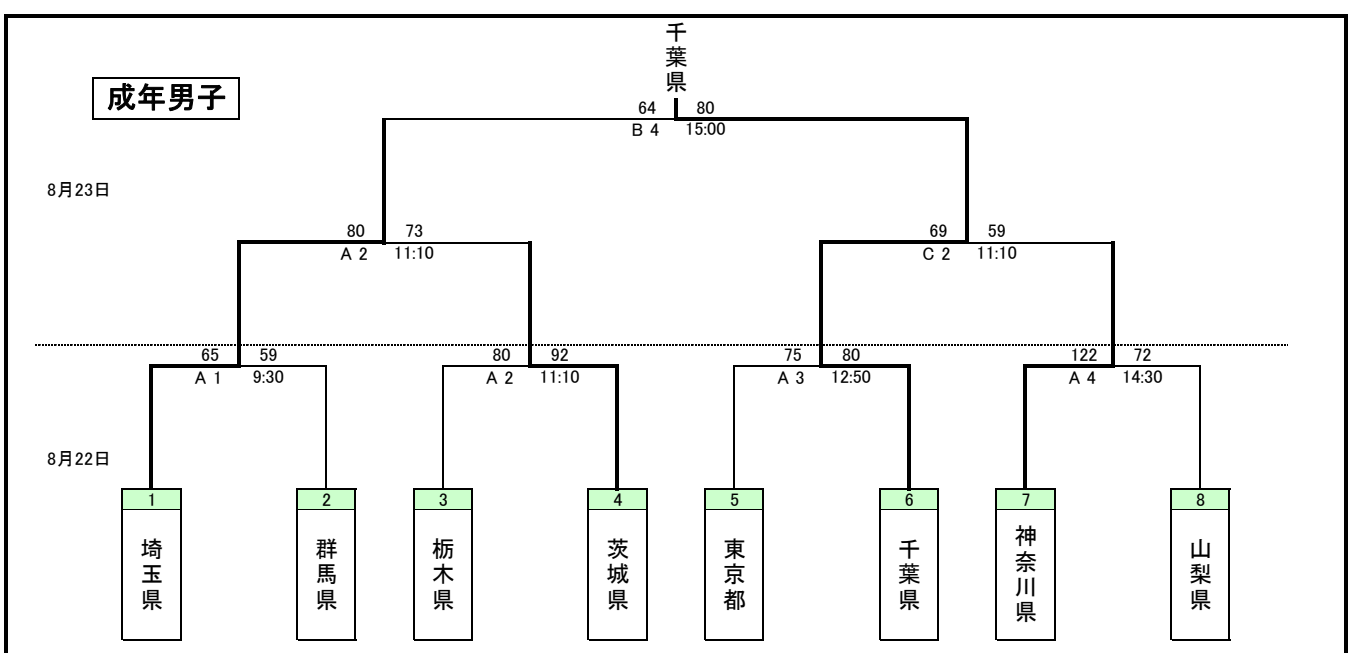 千葉県
成年男子
64 80
B 4 15:00
8月23日
80 73 69 59
A 2 11:10 C 2 11:10
65 59 80 92 75 80 122 72
A 1 9:30 A 2 11:10 A 3 12:50 A 4 14:30
8月22日
1 2 3 4 5 6 7 8
埼玉県 群馬県 栃木県 茨城県 東京都 千葉県 神奈川県 山梨県